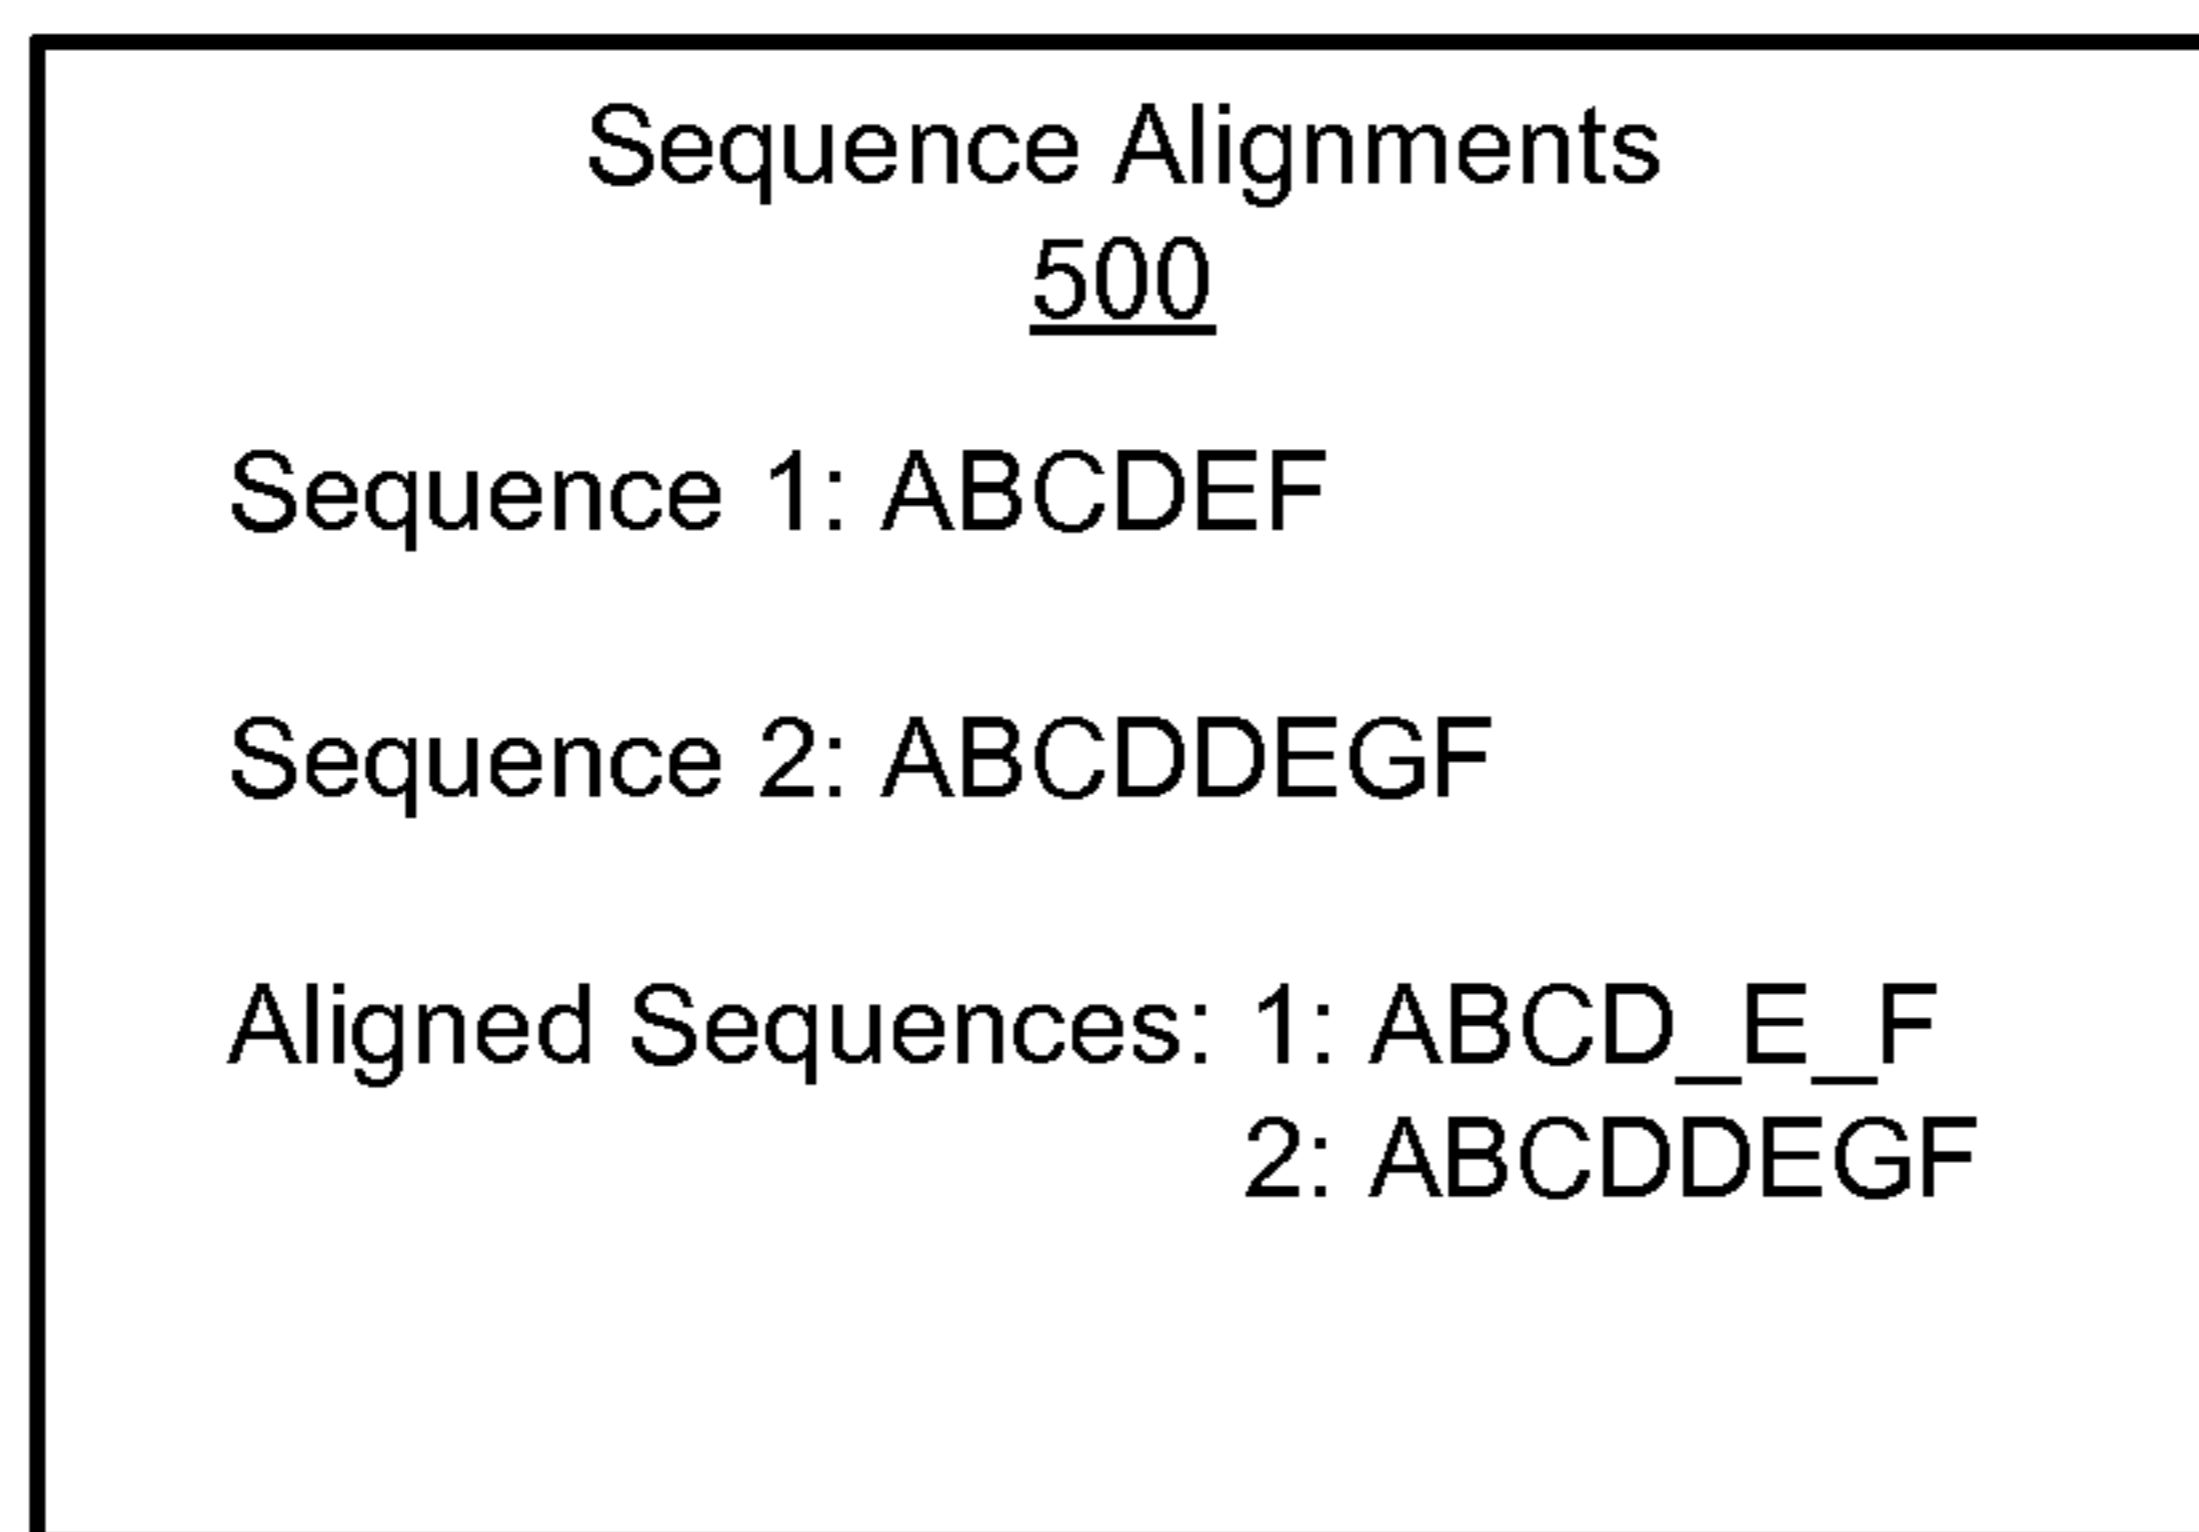 Sequence Alignments
500
Sequence 1: ABCDEF
Sequence 2: ABCDDEGF
Aligned Sequences: 1: ABCD_E_F
2: ABCDDEGF